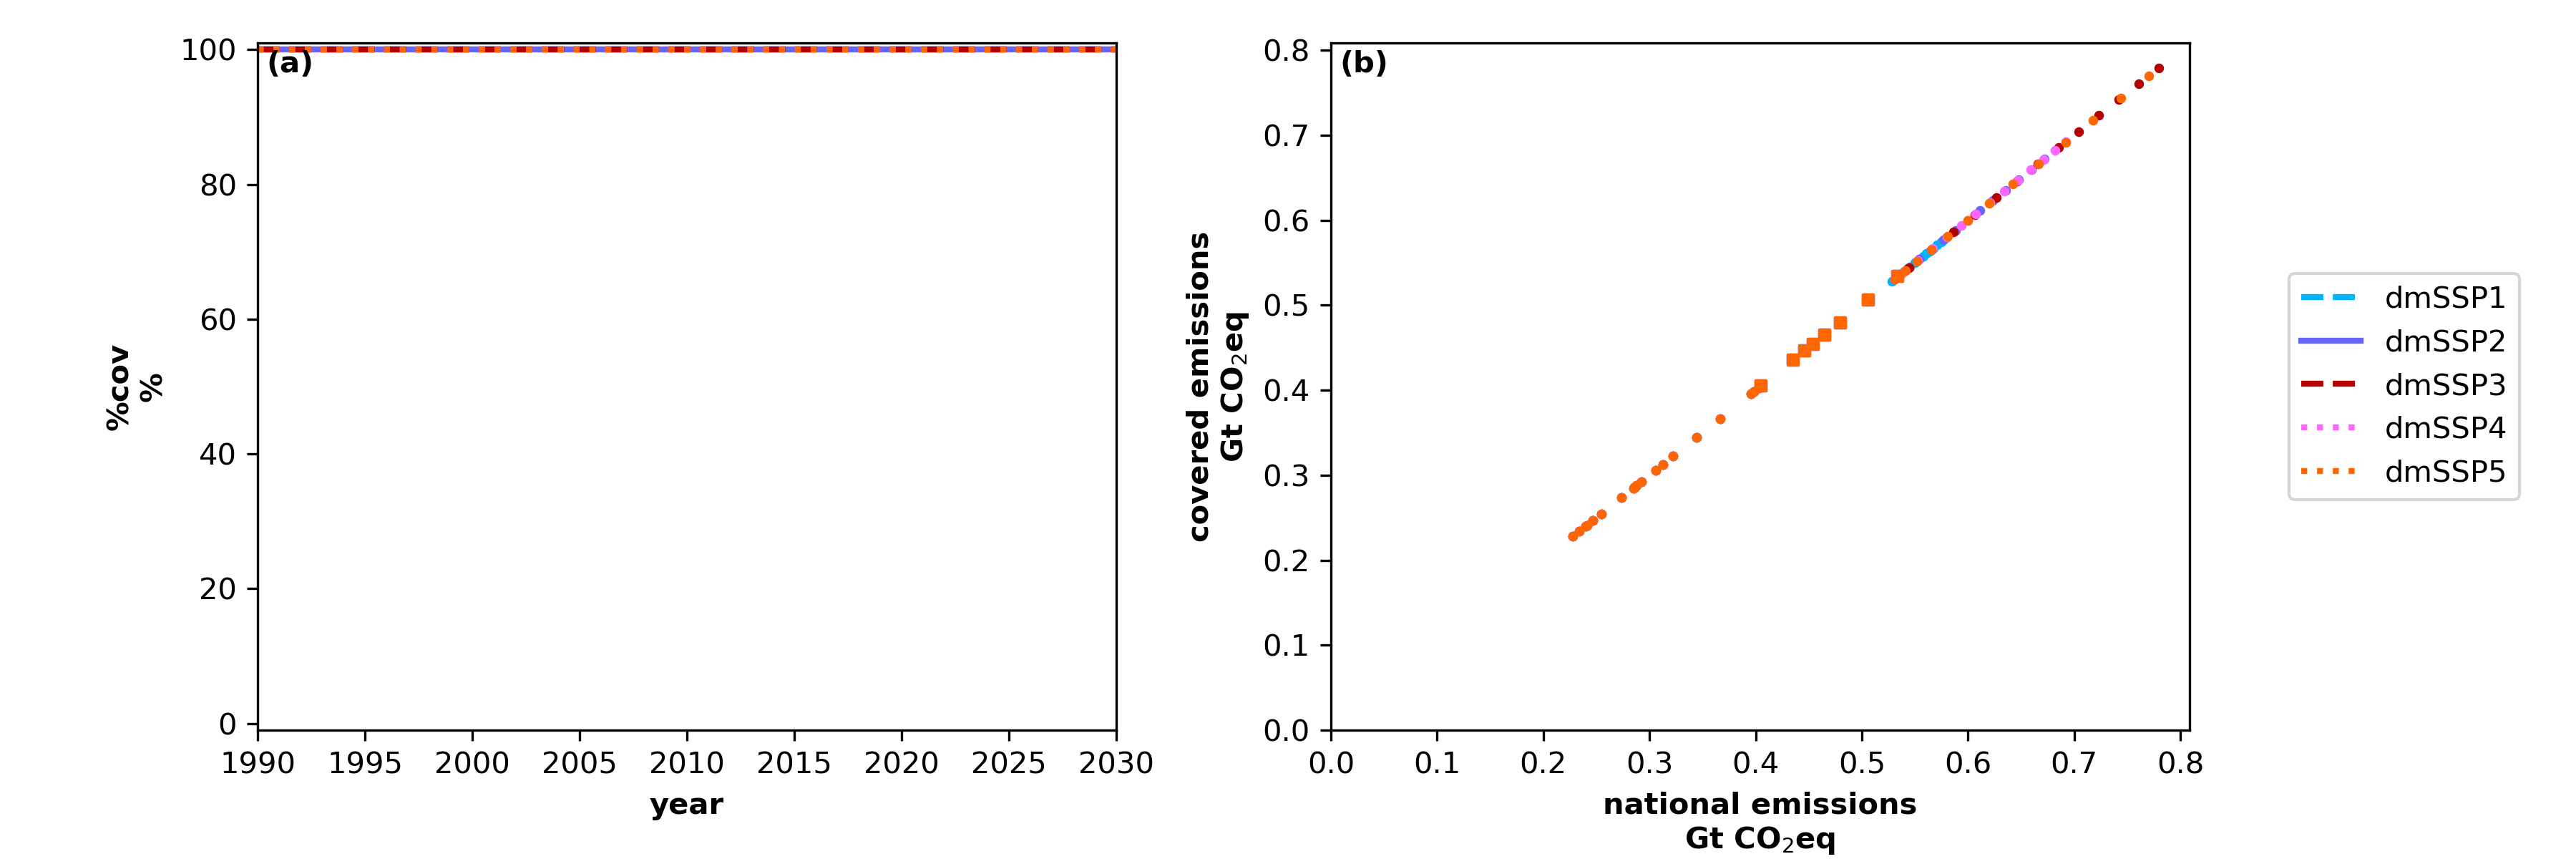 (a)
100
80
60
40
20
0
%cov
%
1990 1995 2000 2005 2010 2015 2020 2025 2030
year
(b)
0.8
0.7
0.6
0.5
0.4
0.3
0.2
0.1
0.0
covered emissions
Gt CO₂eq
0.0 0.1 0.2 0.3 0.4 0.5 0.6 0.7 0.8
national emissions
Gt CO₂eq
dmSSP1
dmSSP2
dmSSP3
dmSSP4
dmSSP5